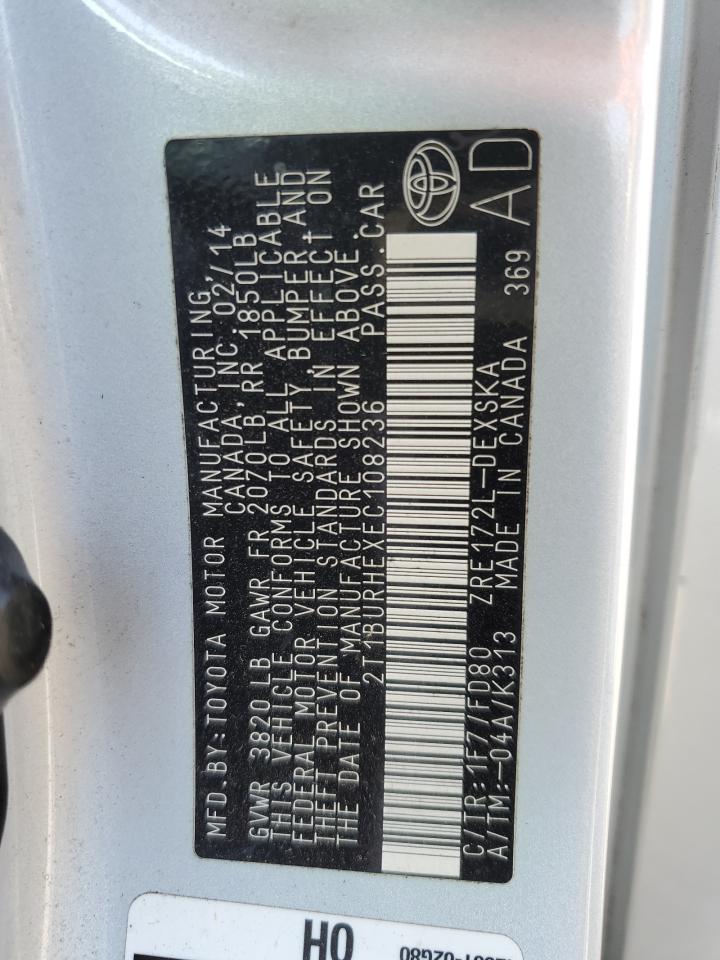 MFD BY:TOYOTA MOTOR MANUFACTURING,
CANADA, INC. 02/14
GVWR 3820 LB GAWR FR 2070LB, RR 1850LB
THIS VEHICLE CONFORMS TO ALL APPLICABLE
FEDERAL MOTOR VEHICLE SAFETY, BUMPER, AND
THEFT PREVENTION STANDARDS IN EFFECT ON
THE DATE OF MANUFACTURE SHOWN ABOVE.
2T1BURHEXEC108236 PASS.CAR
C/TR:1F7/FD80 ZRE172L-DEXSKA 369
A/TM:-04A/K313 MADE IN CANADA AD
HO